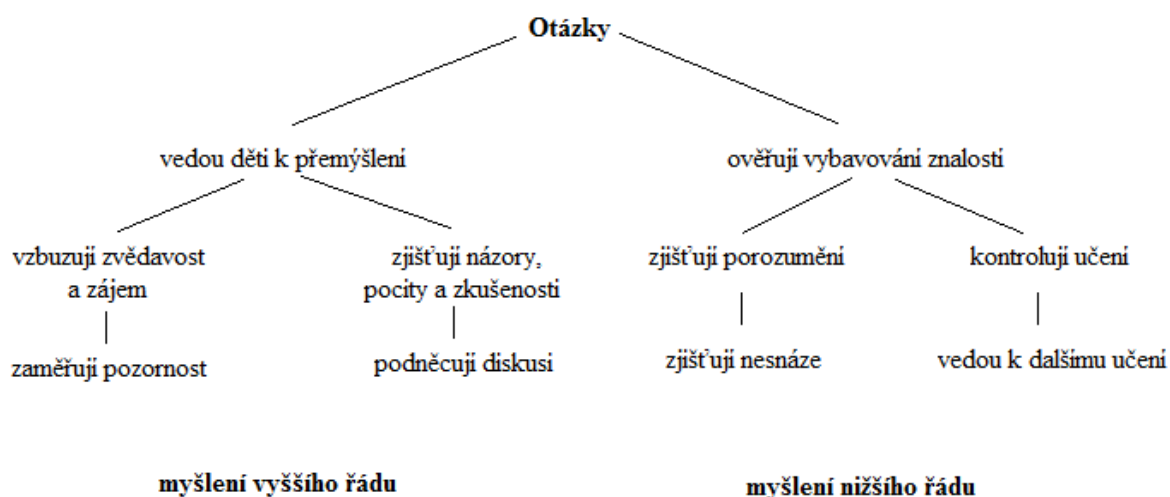 Otázky
vedou děti k přemýšlení
ověřují vybavování znalostí
vzbuzují zvědavost
a zájem
zjišťují názory,
pocity a zkušenosti
zjišťují porozumění
kontrolují učení
zaměřují pozornost
podněcují diskusi
zjišťují nesnáze
vedou k dalšímu učení
myšlení vyššího řádu
myšlení nižšího řádu